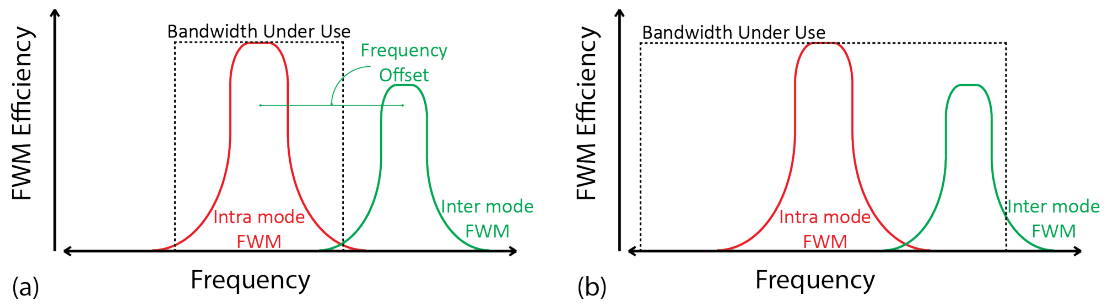 Bandwidth Under Use
Frequency
Offset
FWM Efficiency
Intra mode
FWM
Inter mode
FWM
(a)
Frequency
Bandwidth Under Use
FWM Efficiency
Intra mode
FWM
Inter mode
FWM
(b)
Frequency